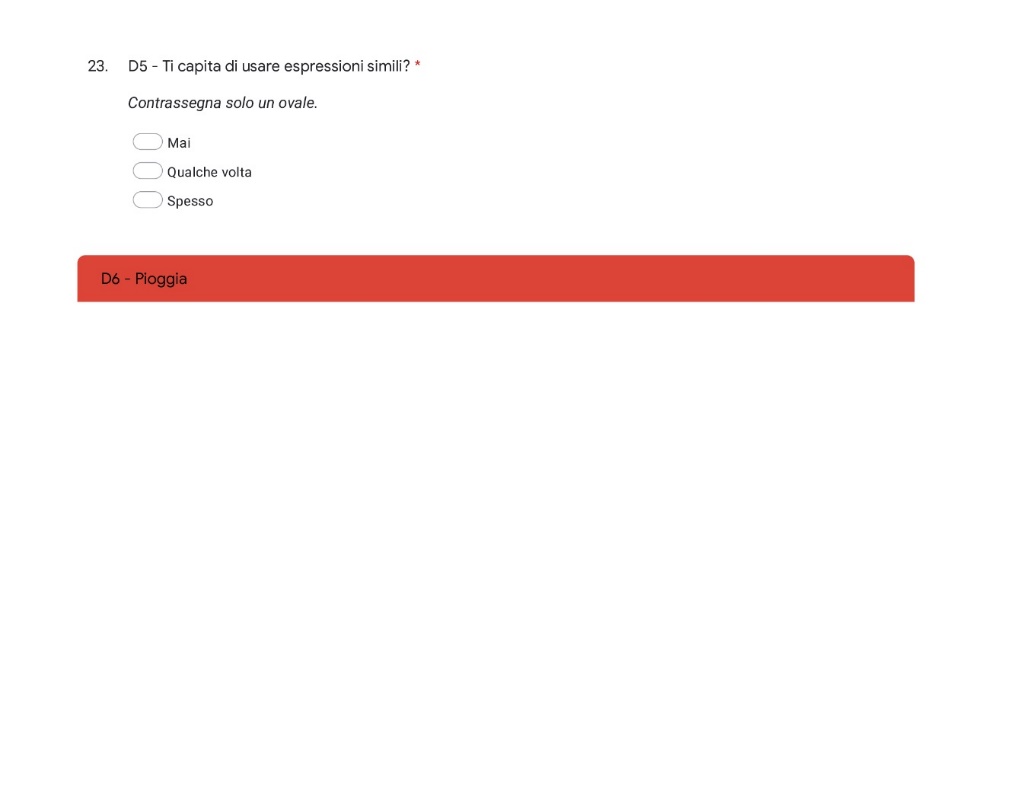 23. D5 - Ti capita di usare espressioni simili? *
Contrassegna solo un ovale.
Mai
Qualche volta
Spesso
D6 - Pioggia